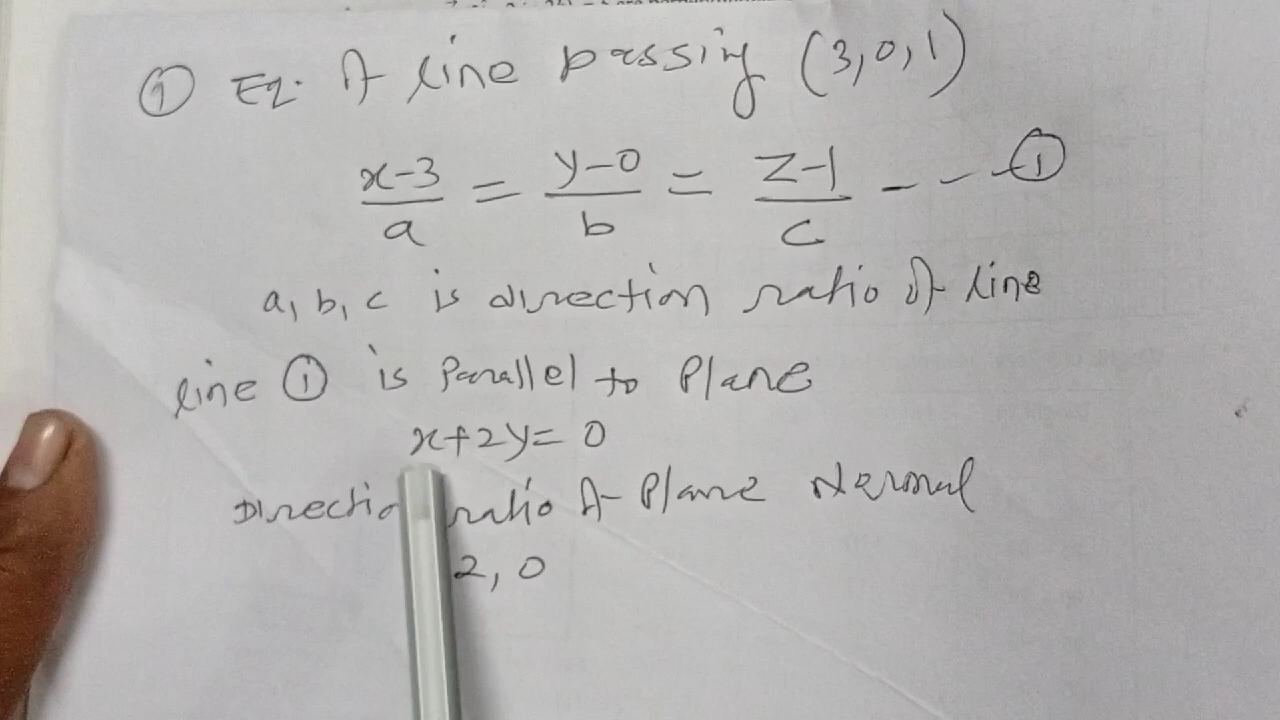 ① Eq. of line passing (3,0,1)
x-3/a = y-0/b = z-1/c --- ①
a, b, c is direction ratio of line
line ① is Parallel to Plane
x+2y=0
Directio ratio of Plane Normal
2, 0